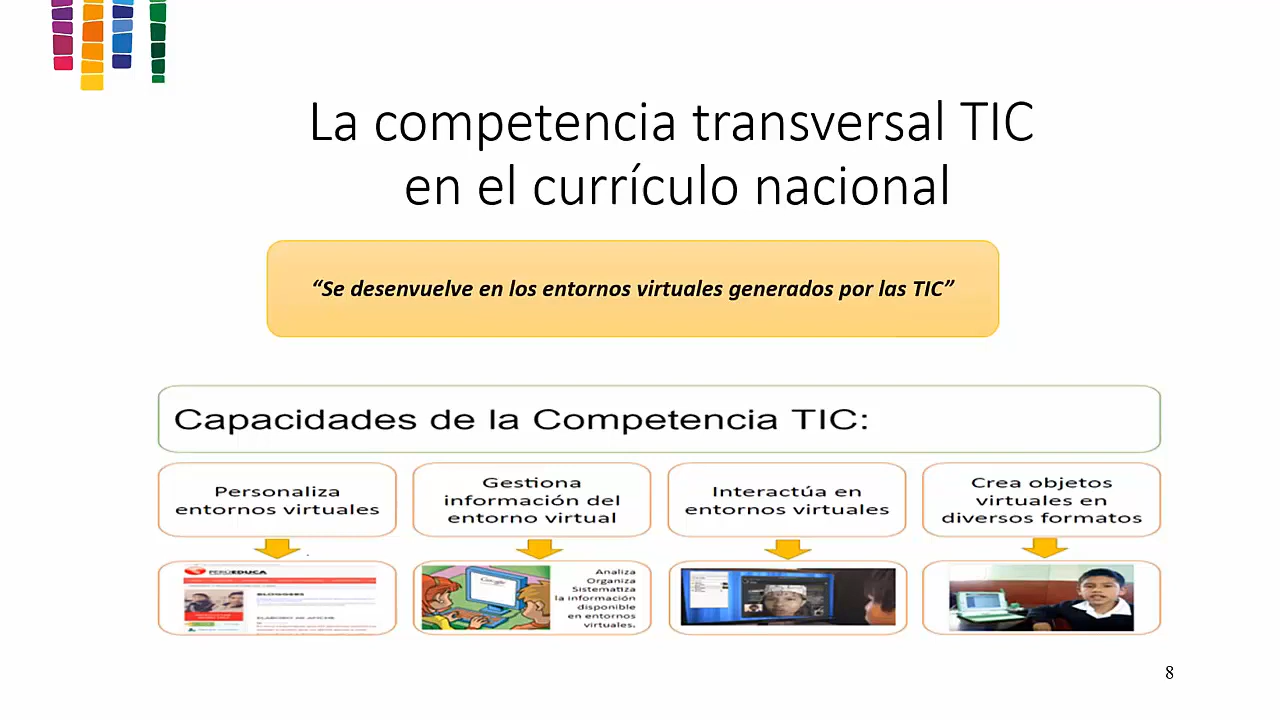 La competencia transversal TIC
en el currículo nacional
“Se desenvuelve en los entornos virtuales generados por las TIC”
Capacidades de la Competencia TIC:
Personaliza
entornos virtuales
Gestiona
información del
entorno virtual
Interactúa en
entornos virtuales
Crea objetos
virtuales en
diversos formatos
PERÚEDUCA
Google
Analiza
Organiza
Sistematiza
la información
disponible
en entornos
virtuales.
8